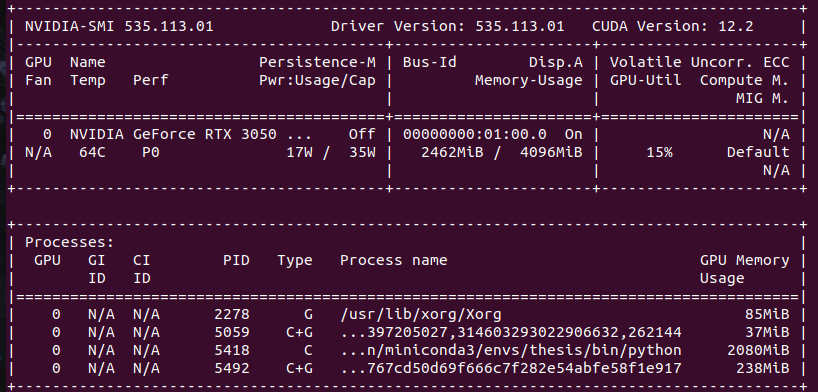 +---------------------------------------------------------------------------------------+
| NVIDIA-SMI 535.113.01             Driver Version: 535.113.01   CUDA Version: 12.2     |
|-----------------------------------------+----------------------+----------------------+
| GPU  Name                 Persistence-M | Bus-Id        Disp.A | Volatile Uncorr. ECC |
| Fan  Temp   Perf          Pwr:Usage/Cap |         Memory-Usage | GPU-Util  Compute M. |
|                                         |                      |               MIG M. |
|=========================================+======================+======================|
|   0  NVIDIA GeForce RTX 3050 ...    Off | 00000000:01:00.0  On |                  N/A |
| N/A   64C    P0              17W /  35W |   2462MiB /  4096MiB |     15%      Default |
|                                         |                      |                  N/A |
+-----------------------------------------+----------------------+----------------------+
+---------------------------------------------------------------------------------------+
| Processes:                                                                            |
|  GPU   GI   CI        PID   Type   Process name                            GPU Memory |
|        ID   ID                                                             Usage      |
|=======================================================================================|
|    0   N/A  N/A      2278      G   /usr/lib/xorg/Xorg                           85MiB |
|    0   N/A  N/A      5059    C+G   ...397205027,314603293022906632,262144       37MiB |
|    0   N/A  N/A      5418      C   ...n/miniconda3/envs/thesis/bin/python     2080MiB |
|    0   N/A  N/A      5492    C+G   ...767cd50d69f666c7f282e54abfe58f1e917      238MiB |
+---------------------------------------------------------------------------------------+